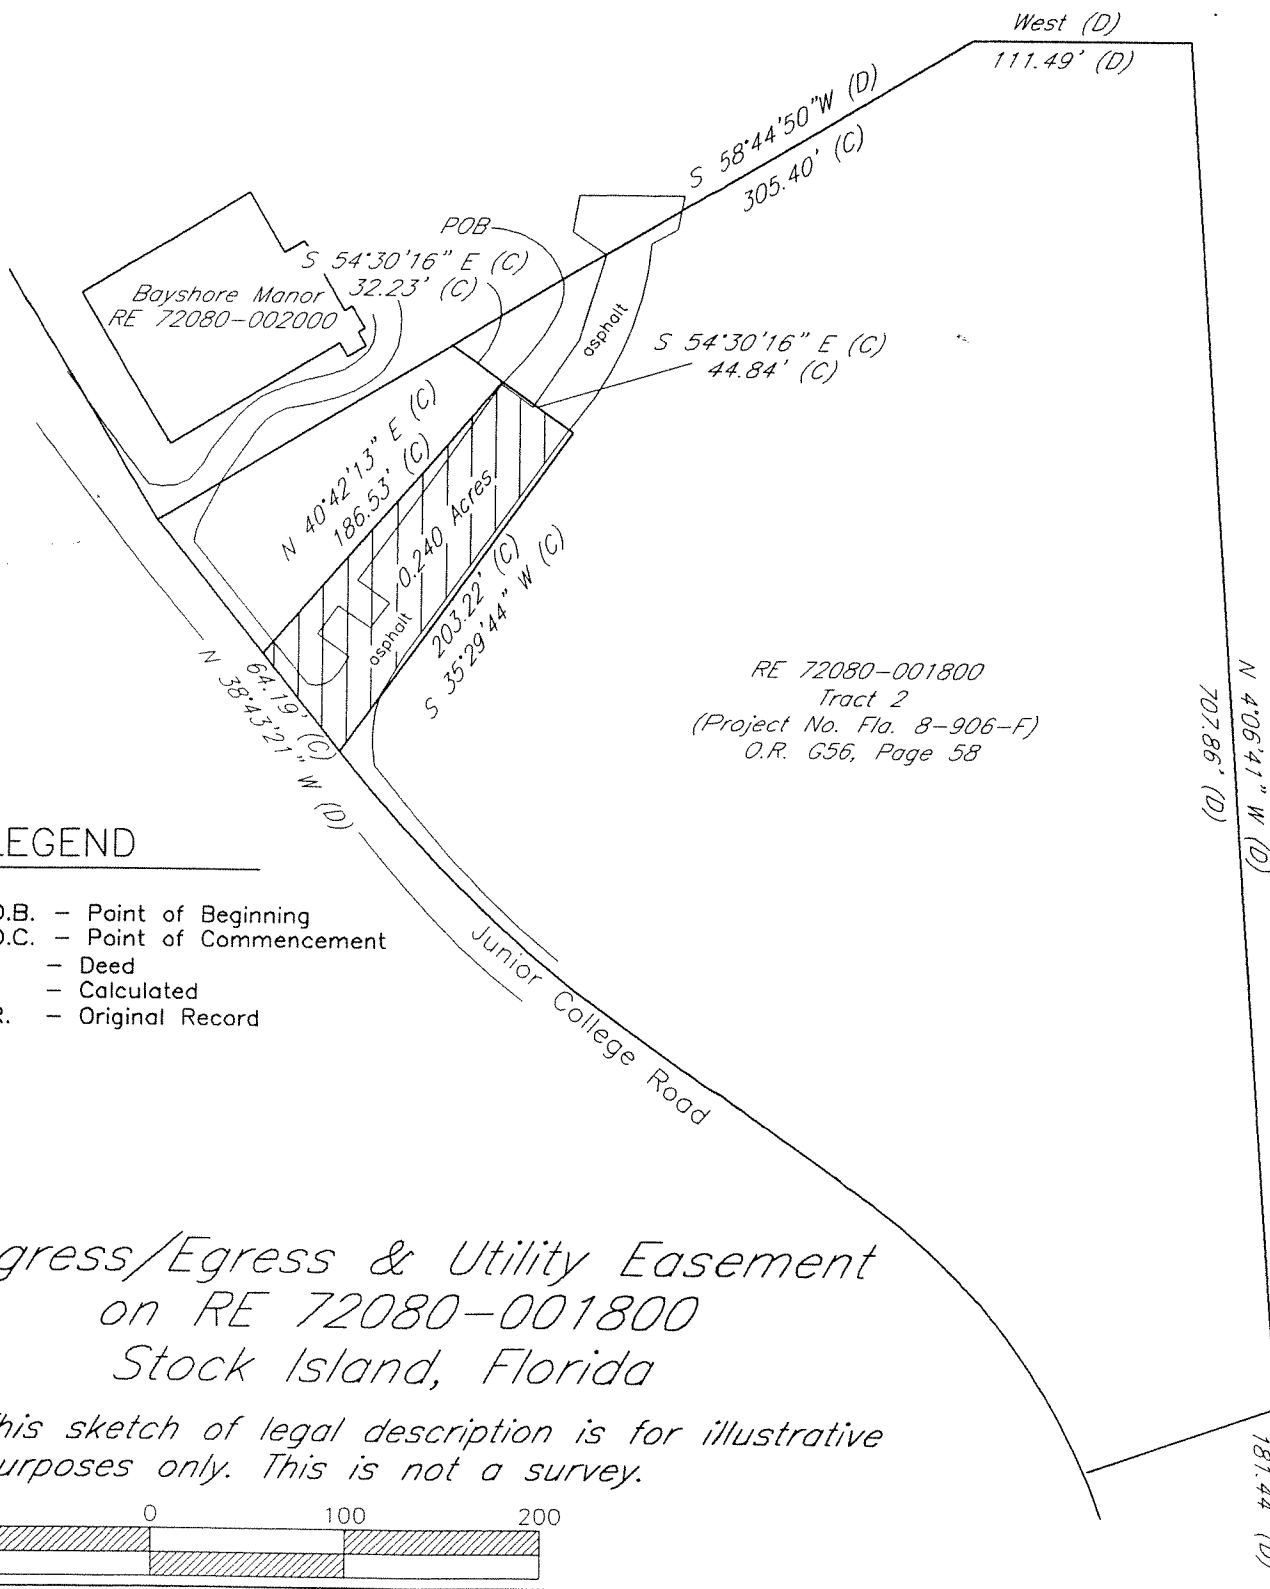 West (D)
111.49' (D)
S 58°44'50"W (D)
305.40' (C)
POB
S 54°30'16" E (C)
32.23' (C)
Bayshore Manor
RE 72080-002000
asphalt
S 54°30'16" E (C)
44.84' (C)
N 40°42'13" E (C)
186.53' (C)
0.240 Acres
asphalt
203.22' (C)
S 35°29'44" W (C)
64.19' (C)
N 38°43'21" W (D)
RE 72080-001800
Tract 2
(Project No. Fla. 8-906-F)
O.R. G56, Page 58
N 4°06'41" W (D)
707.86' (D)
LEGEND
O.B. - Point of Beginning
O.C. - Point of Commencement
- Deed
- Calculated
R. - Original Record
Junior College Road
gress/Egress & Utility Easement
on RE 72080-001800
Stock Island, Florida
his sketch of legal description is for illustrative
urposes only. This is not a survey.
0 100 200
181.44' (D)